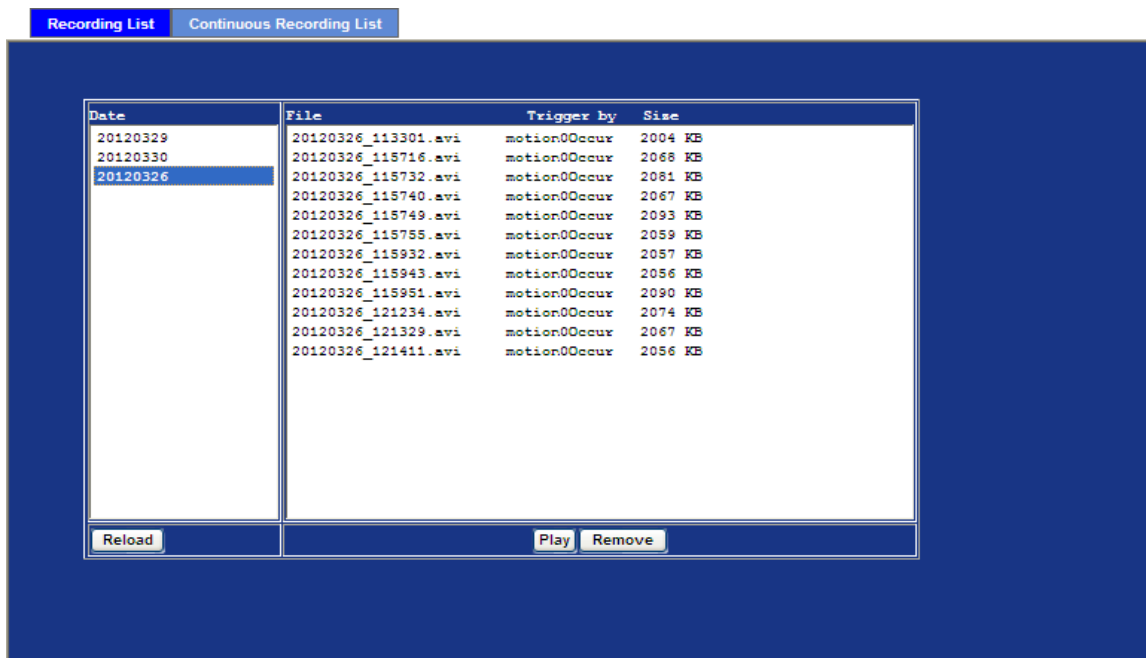 Recording List Continuous Recording List
Date File Trigger by Size
20120329 20120326_113301.avi motion0Occur 2004 KB
20120330 20120326_115716.avi motion0Occur 2068 KB
20120326 20120326_115732.avi motion0Occur 2081 KB
20120326_115740.avi motion0Occur 2067 KB
20120326_115749.avi motion0Occur 2093 KB
20120326_115755.avi motion0Occur 2059 KB
20120326_115932.avi motion0Occur 2057 KB
20120326_115943.avi motion0Occur 2056 KB
20120326_115951.avi motion0Occur 2090 KB
20120326_121234.avi motion0Occur 2074 KB
20120326_121329.avi motion0Occur 2067 KB
20120326_121411.avi motion0Occur 2056 KB
Reload Play Remove